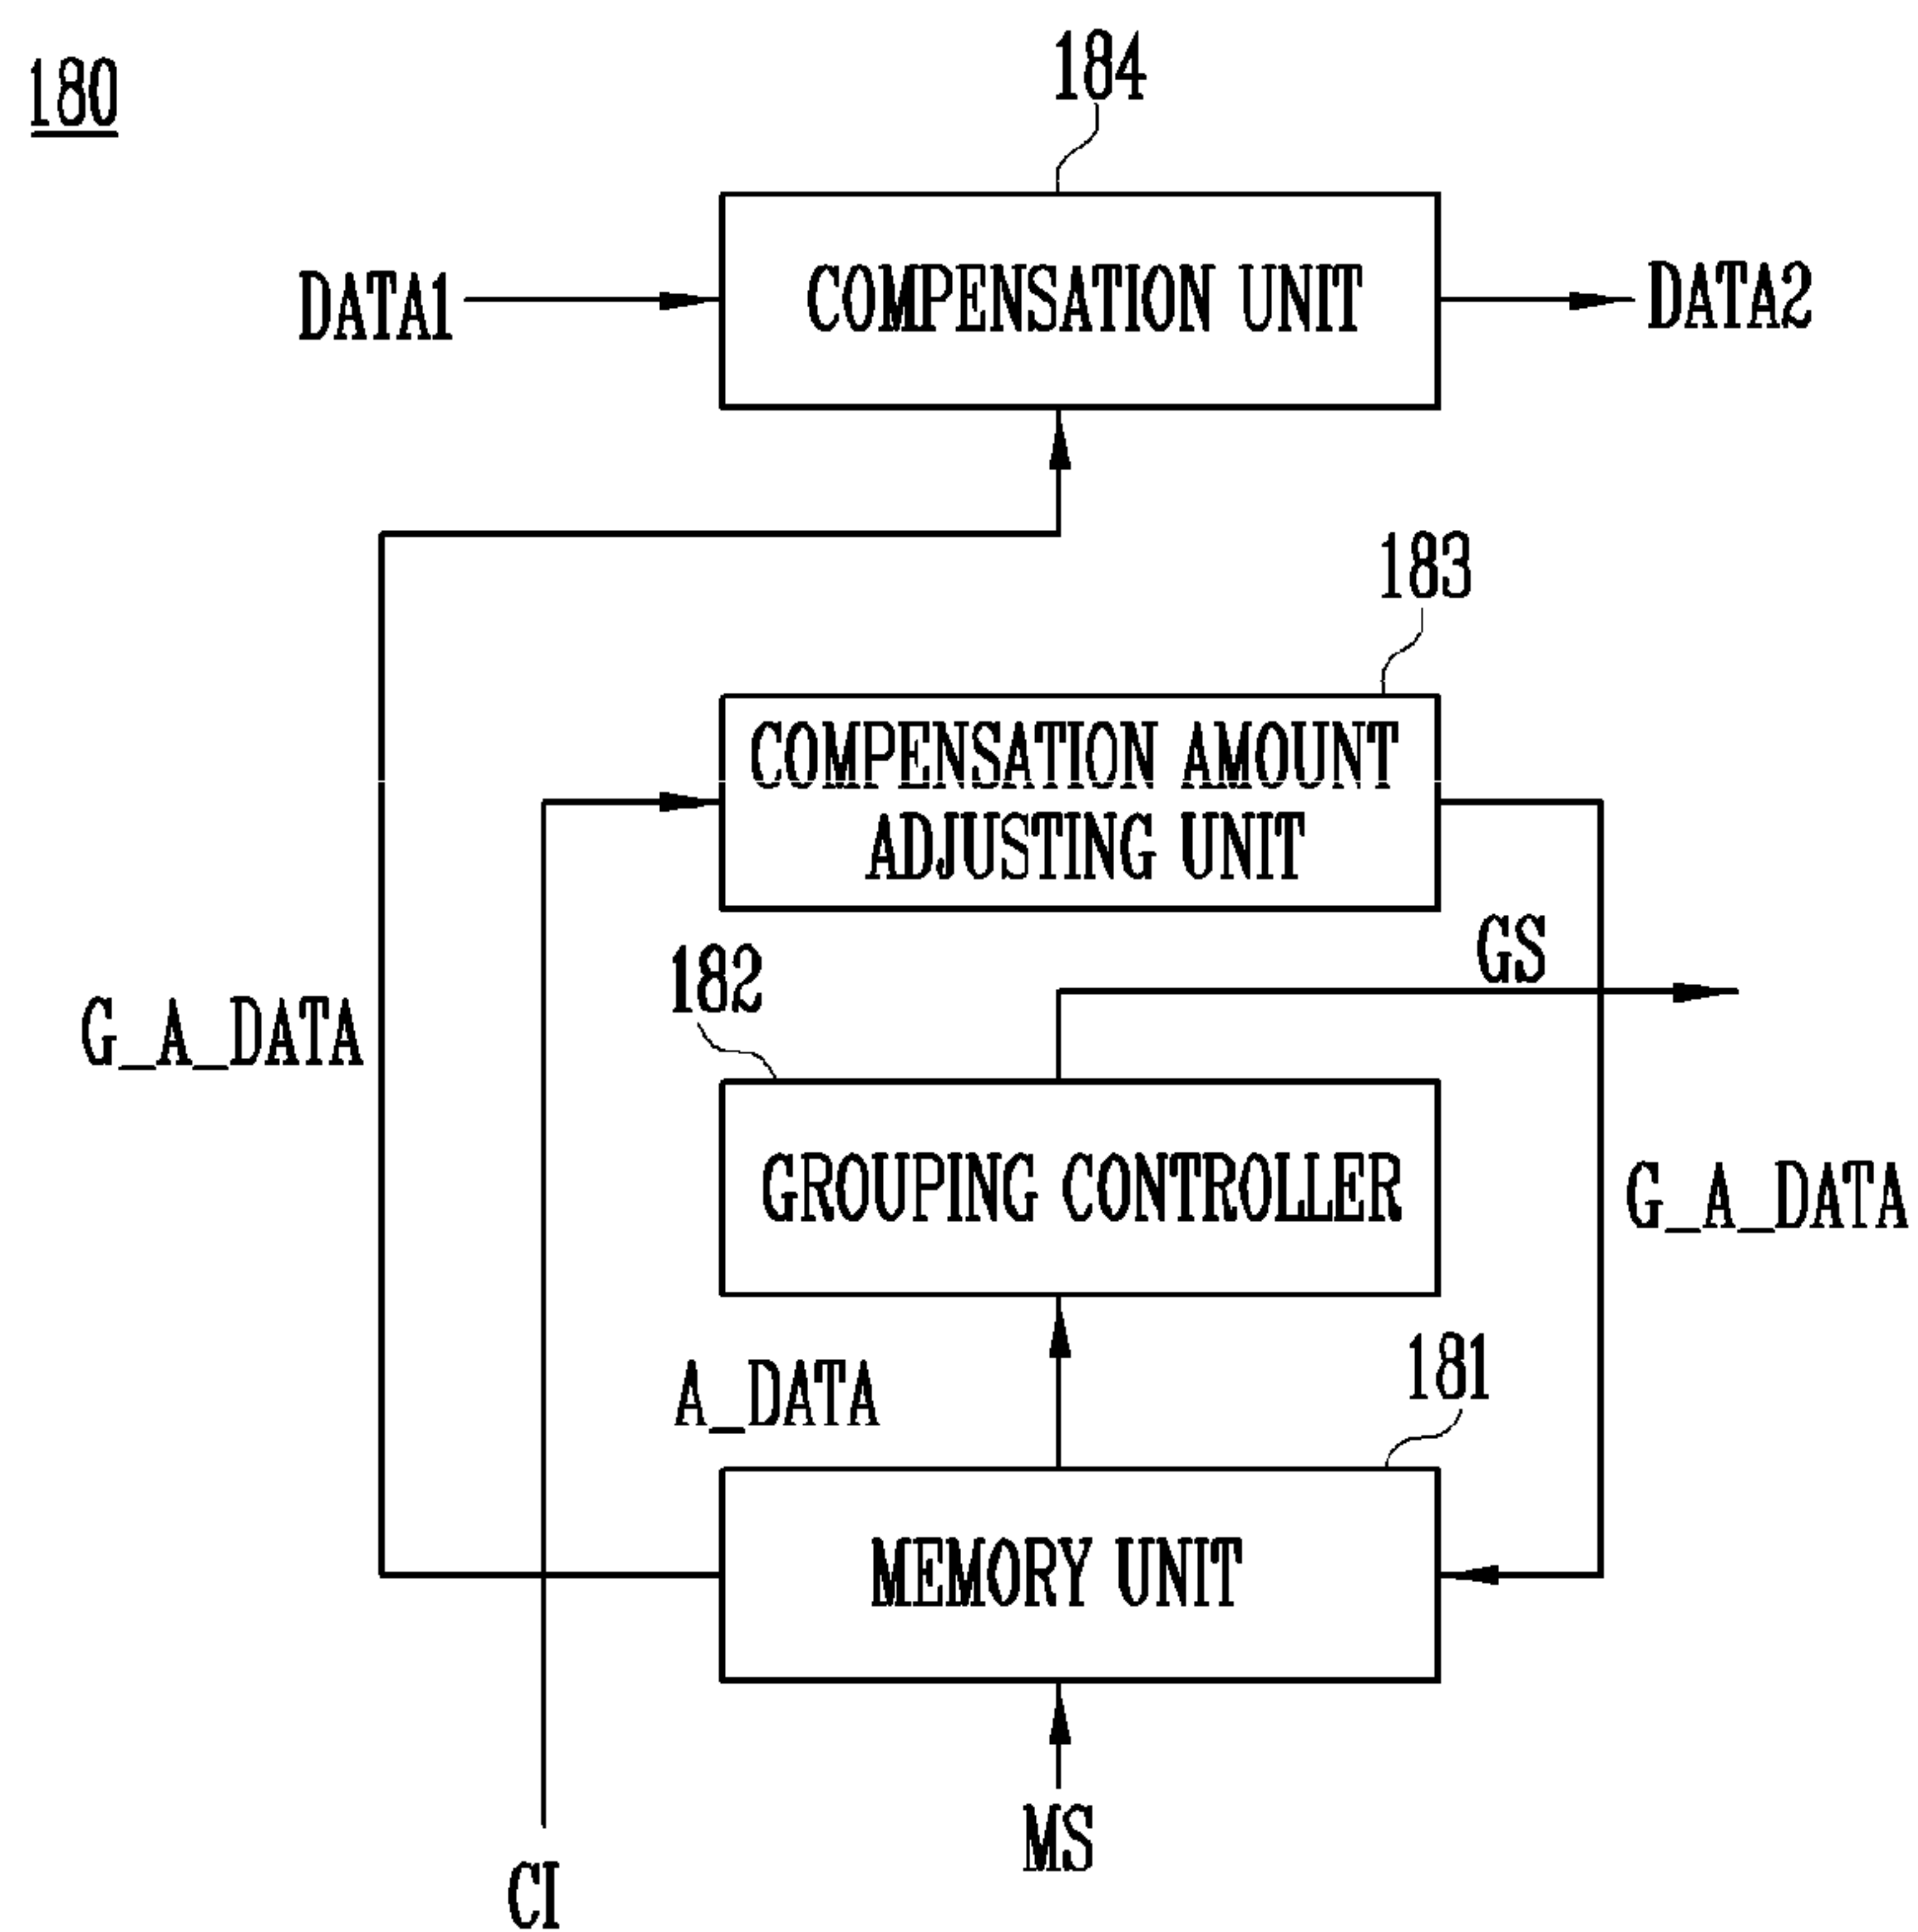 180
184
DATA1
COMPENSATION UNIT
DATA2
183
COMPENSATION AMOUNT
ADJUSTING UNIT
GS
182
G_A_DATA
GROUPING CONTROLLER
G_A_DATA
A_DATA
181
MEMORY UNIT
MS
CI